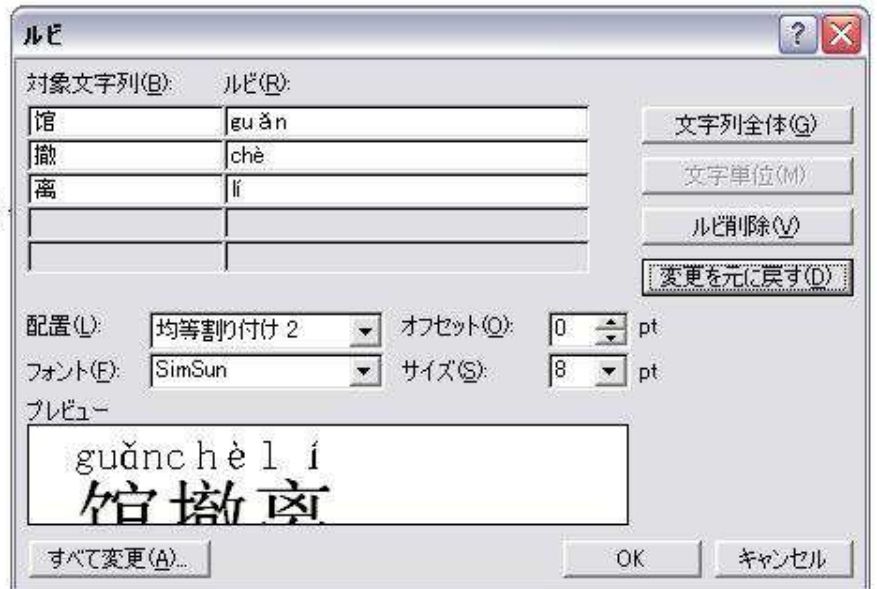 ルビ
対象文字列(B): ルビ(R):
馆 guǎn 文字列全体(G)
撤 chè 文字単位(M)
离 lí
ルビ削除(V)
変更を元に戻す(D)
配置(L): 均等割り付け 2 オフセット(O): 0 pt
フォント(F): SimSun サイズ(S): 8 pt
プレビュー
guǎnchèlí
馆撤离
すべて変更(A)... OK キャンセル